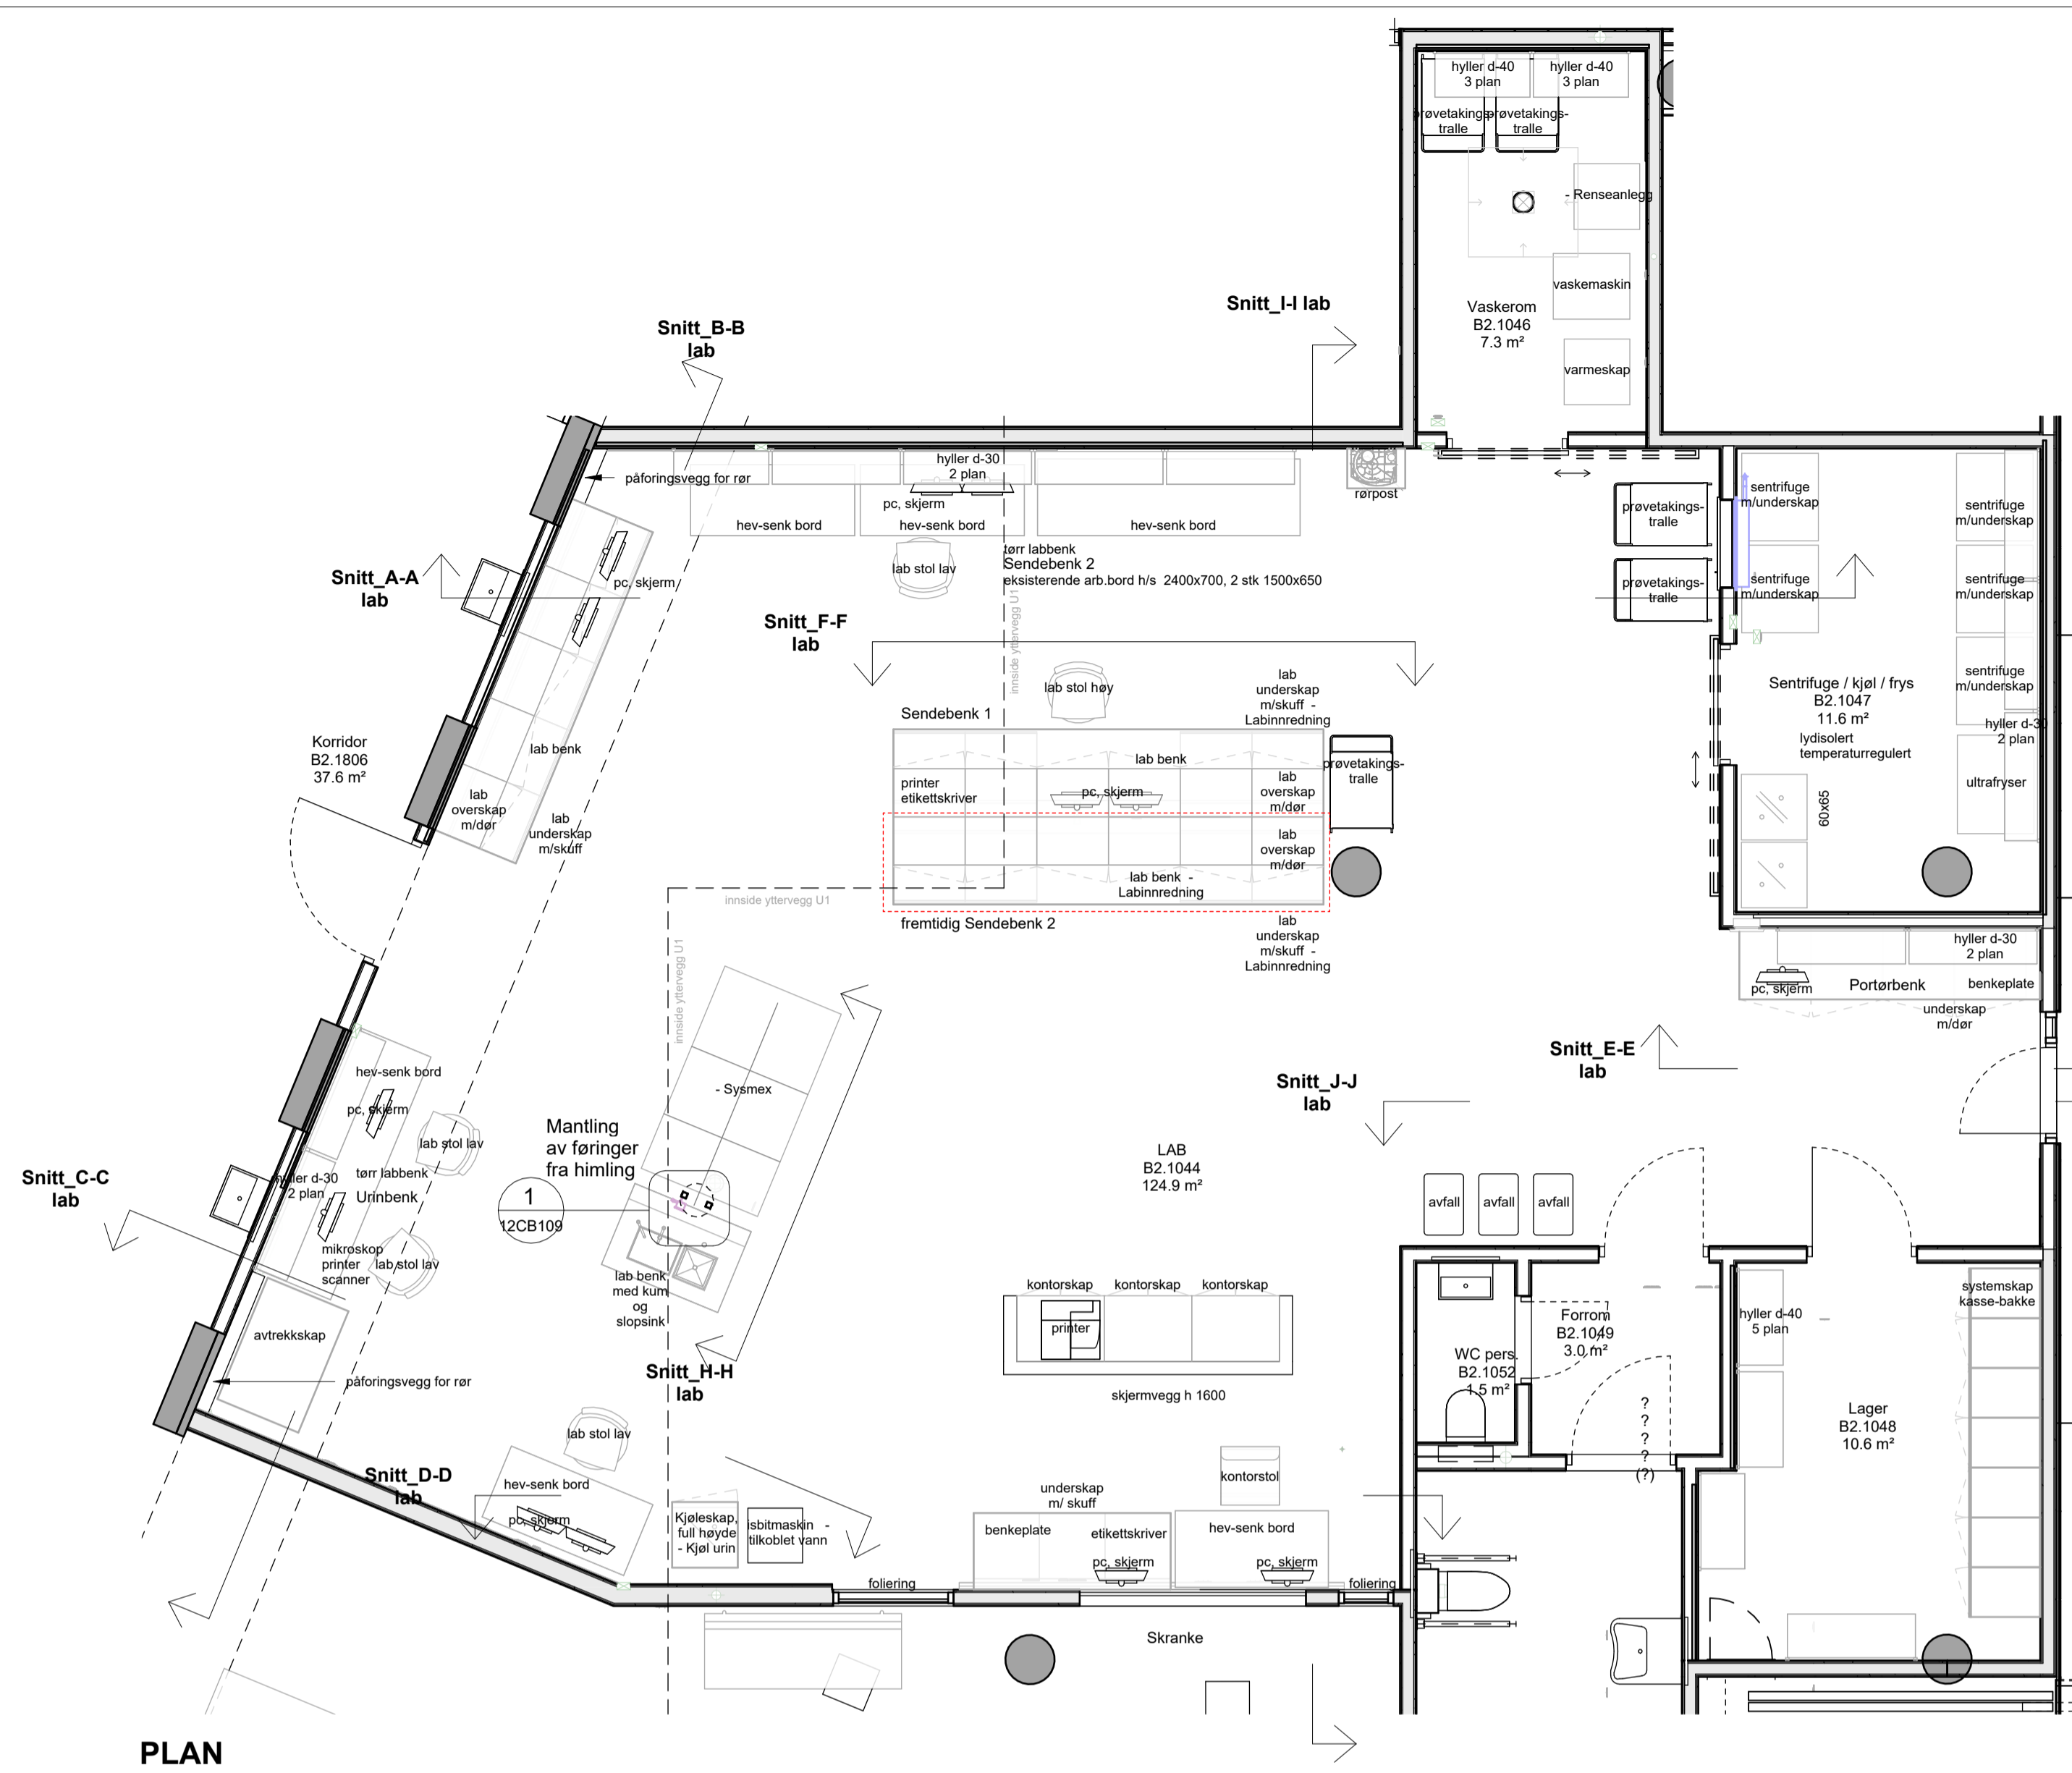 hyller d-40
3 plan
hyller d-40
3 plan
prøvetakings-
tralle
prøvetakings-
tralle
- Renseanlegg
vaskemaskin
Vaskerom
B2.1046
7.3 m²
varmeskap
Snitt_I-I lab
Snitt_B-B
lab
påforingsvegg for rør
hyller d-30
2 plan
pc, skjerm
hev-senk bord
hev-senk bord
hev-senk bord
rørpost
lab stol lav
tørr labbenk
Sendebenk 2
eksisterende arb.bord h/s 2400x700, 2 stk 1500x650
innside yttervegg U1
prøvetakings-
tralle
prøvetakings-
tralle
sentrifuge
m/underskap
sentrifuge
m/underskap
sentrifuge
m/underskap
sentrifuge
m/underskap
sentrifuge
m/underskap
Snitt_A-A
lab
pc, skjerm
Snitt_F-F
lab
lab stol høy
lab
underskap
m/skuff -
Labinnredning
Sendebenk 1
Sentrifuge / kjøl / frys
B2.1047
11.6 m²
lydisolert
temperaturregulert
hyller d-30
2 plan
ultrafryser
60x65
Korridor
B2.1806
37.6 m²
lab benk
lab
overskap
m/dør
lab
underskap
m/skuff
lab benk
printer
etikettskriver
pc, skjerm
lab
overskap
m/dør
prøvetakings-
tralle
lab
overskap
m/dør
lab benk -
Labinnredning
innside yttervegg U1
fremtidig Sendebenk 2
lab
underskap
m/skuff -
Labinnredning
innside yttervegg U1
hyller d-30
2 plan
pc, skjerm
Portørbenk
benkeplate
underskap
m/dør
Snitt_E-E
lab
Snitt_J-J
lab
hev-senk bord
pc, skjerm
lab stol lav
- Sysmex
Mantling
av føringer
fra himling
1
12CB109
LAB
B2.1044
124.9 m²
Snitt_C-C
lab
hyller d-30
2 plan
tørr labbenk
Urinbenk
mikroskop
printer
scanner
lab stol lav
avfall
avfall
avfall
lab benk
med kum
og
slopsink
avtrekkskap
påforingsvegg for rør
Snitt_H-H
lab
kontorskap
kontorskap
kontorskap
printer
skjermvegg h 1600
Forrom
B2.1049
3.0 m²
WC pers.
B2.1052
1.5 m²
hyller d-40
5 plan
systemskap
kasse-bakke
Lager
B2.1048
10.6 m²
?
?
?
?
(?)
lab stol lav
Snitt_D-D
lab
hev-senk bord
pc, skjerm
Kjøleskap,
full høyde
- Kjøl urin
isbitmaskin -
tilkoblet vann
foliering
underskap
m/ skuff
benkeplate
etikettskriver
pc, skjerm
kontorstol
hev-senk bord
pc, skjerm
foliering
Skranke
PLAN